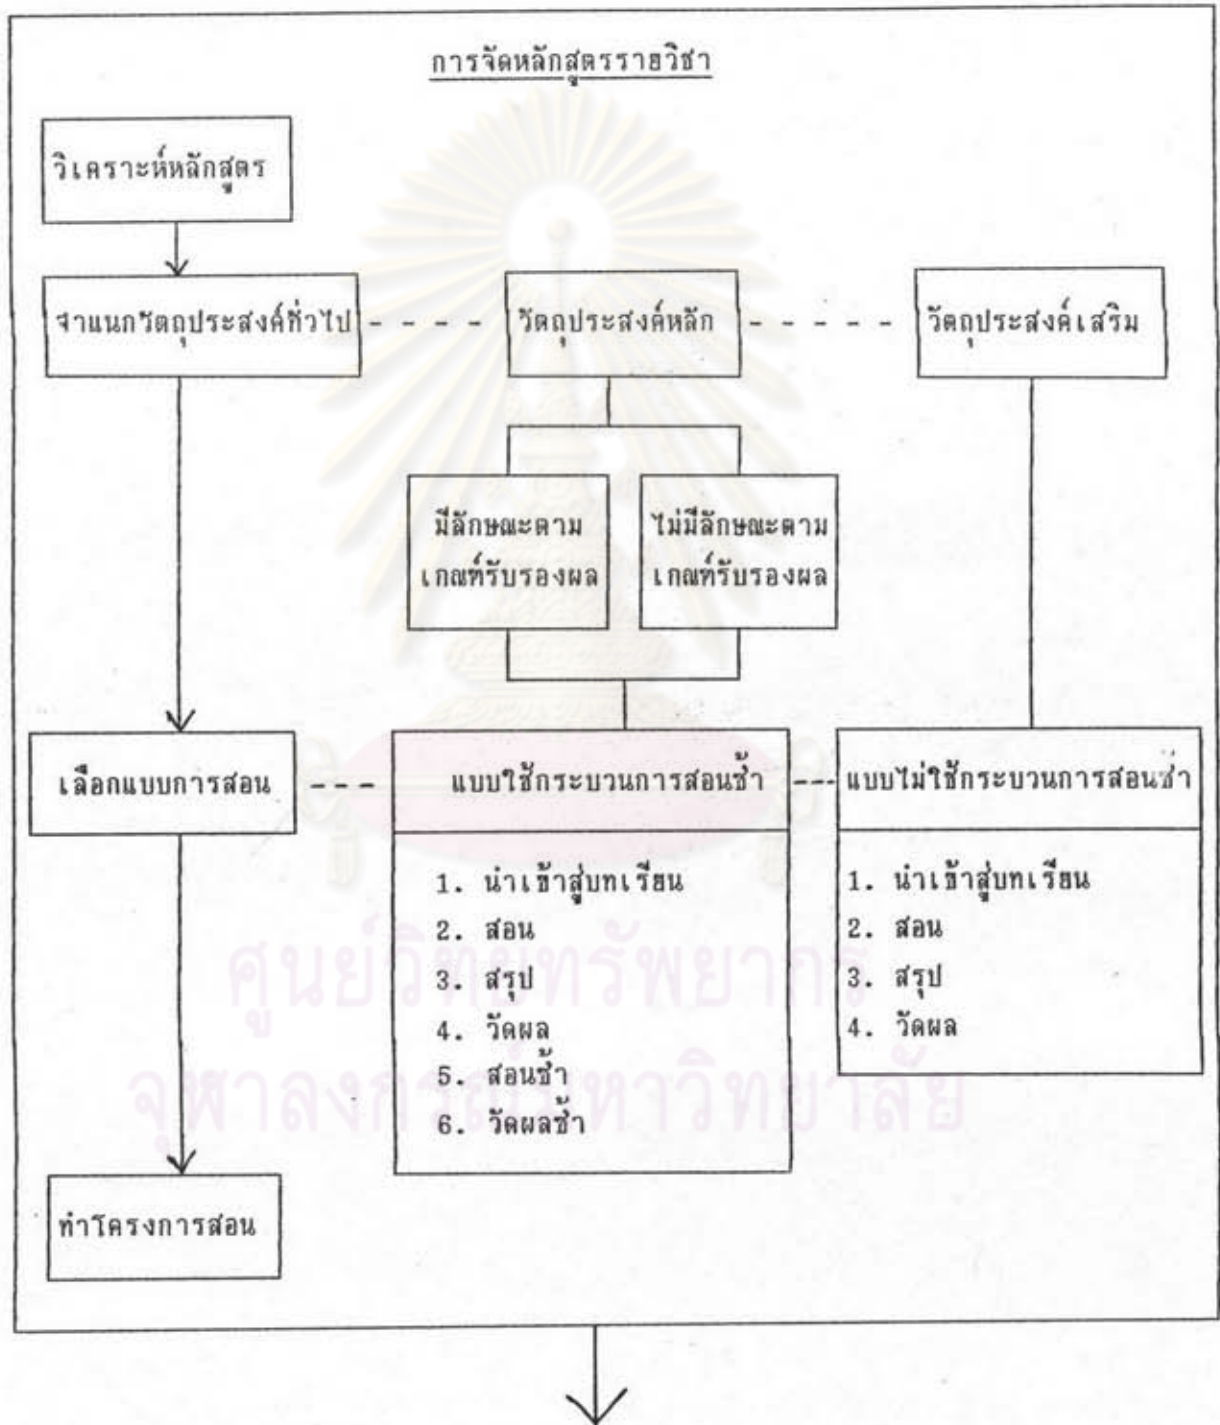 การจัดหลักสูตรรายวิชา
วิเคราะห์หลักสูตร
จำแนกวัตถุประสงค์ทั่วไป
วัตถุประสงค์หลัก
วัตถุประสงค์เสริม
มีลักษณะตาม
เกณฑ์รับรองผล
ไม่มีลักษณะตาม
เกณฑ์รับรองผล
เลือกแบบการสอน
แบบใช้กระบวนการสอนซ้ำ
แบบไม่ใช้กระบวนการสอนซ้ำ
1. นำเข้าสู่บทเรียน
2. สอน
3. สรุป
4. วัดผล
5. สอนซ้ำ
6. วัดผลซ้ำ
1. นำเข้าสู่บทเรียน
2. สอน
3. สรุป
4. วัดผล
ทำโครงการสอน
ศูนย์วิทยทรัพยากร
จุฬาลงกรณ์มหาวิทยาลัย